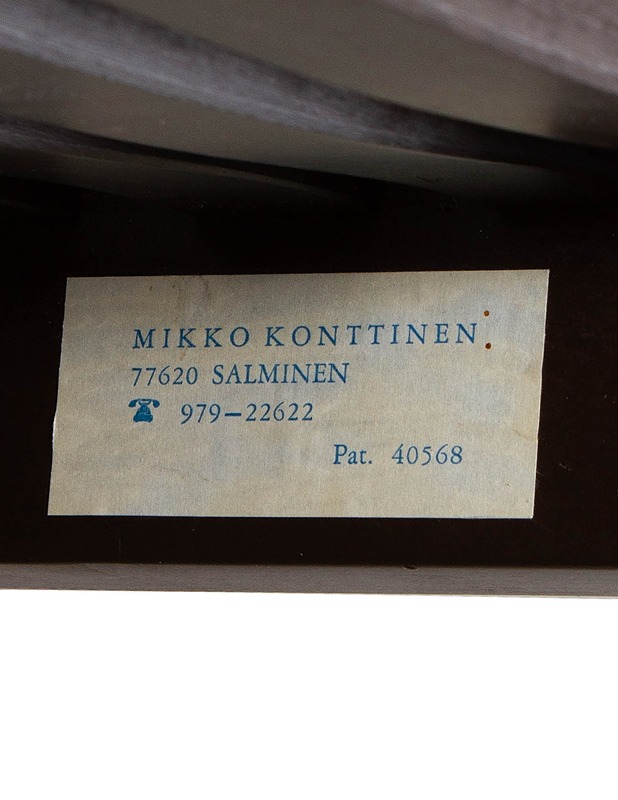 MIKKO KONTTINEN
77620 SALMINEN
☎ 979–22622
Pat. 40568